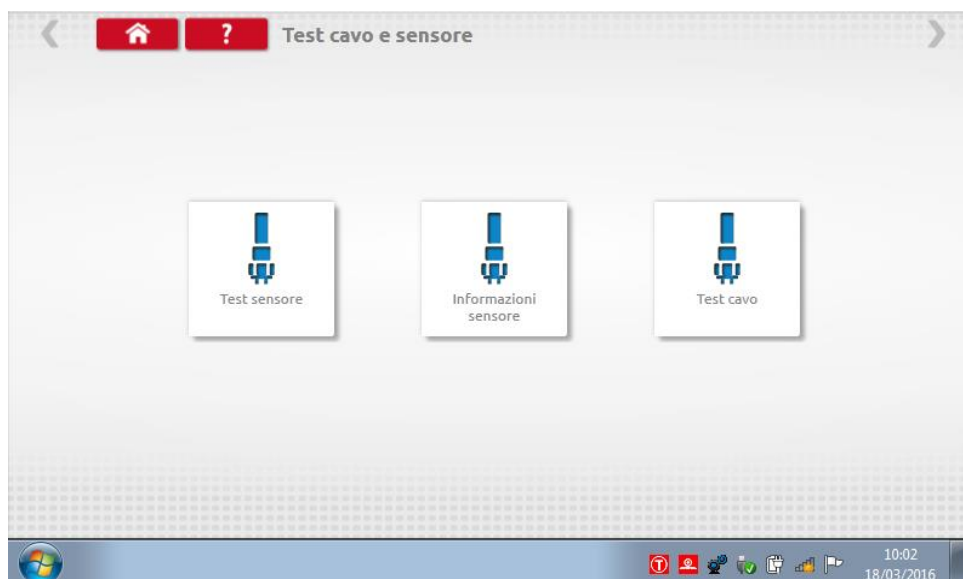 ? Test cavo e sensore
Test sensore
Informazioni
sensore
Test cavo
T
10:02
18/03/2016